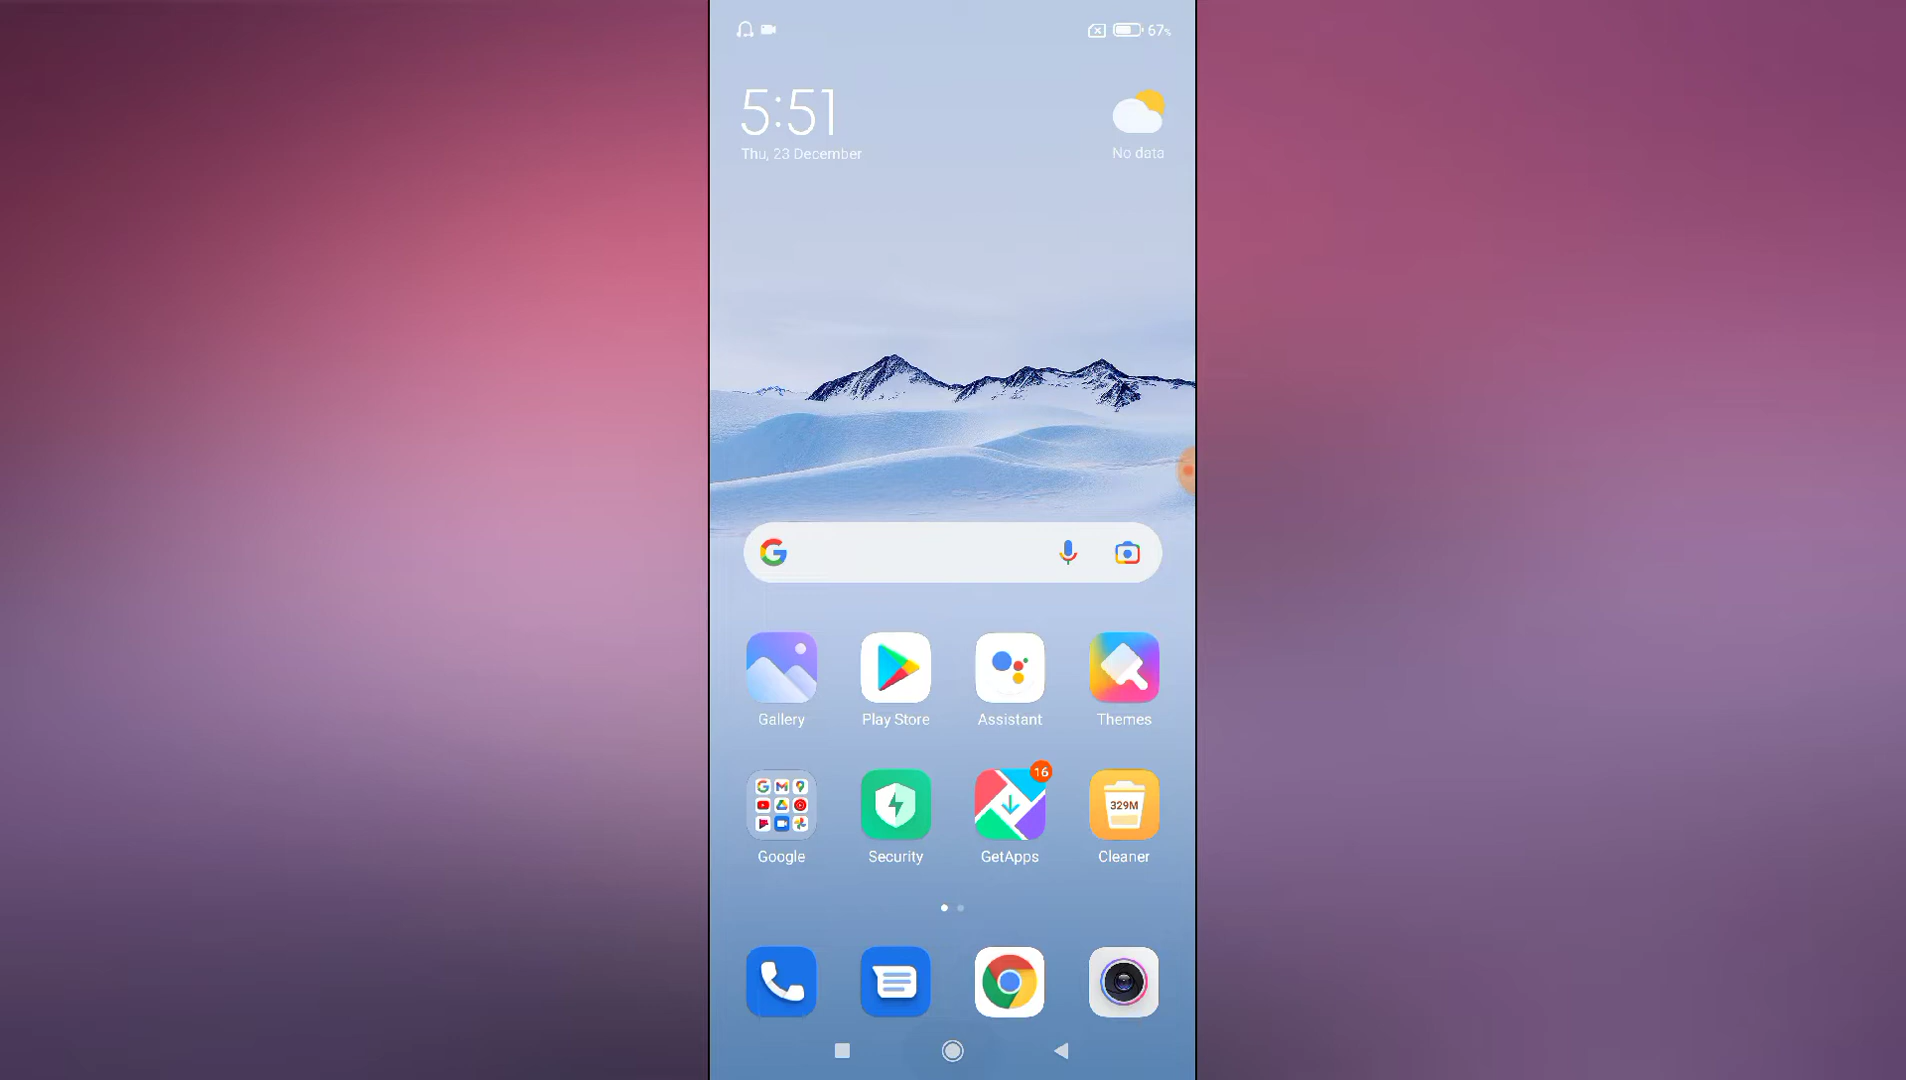 67%
5:51
Thu, 23 December
No data
Gallery
Play Store
Assistant
Themes
16
329M
Google
Security
GetApps
Cleaner